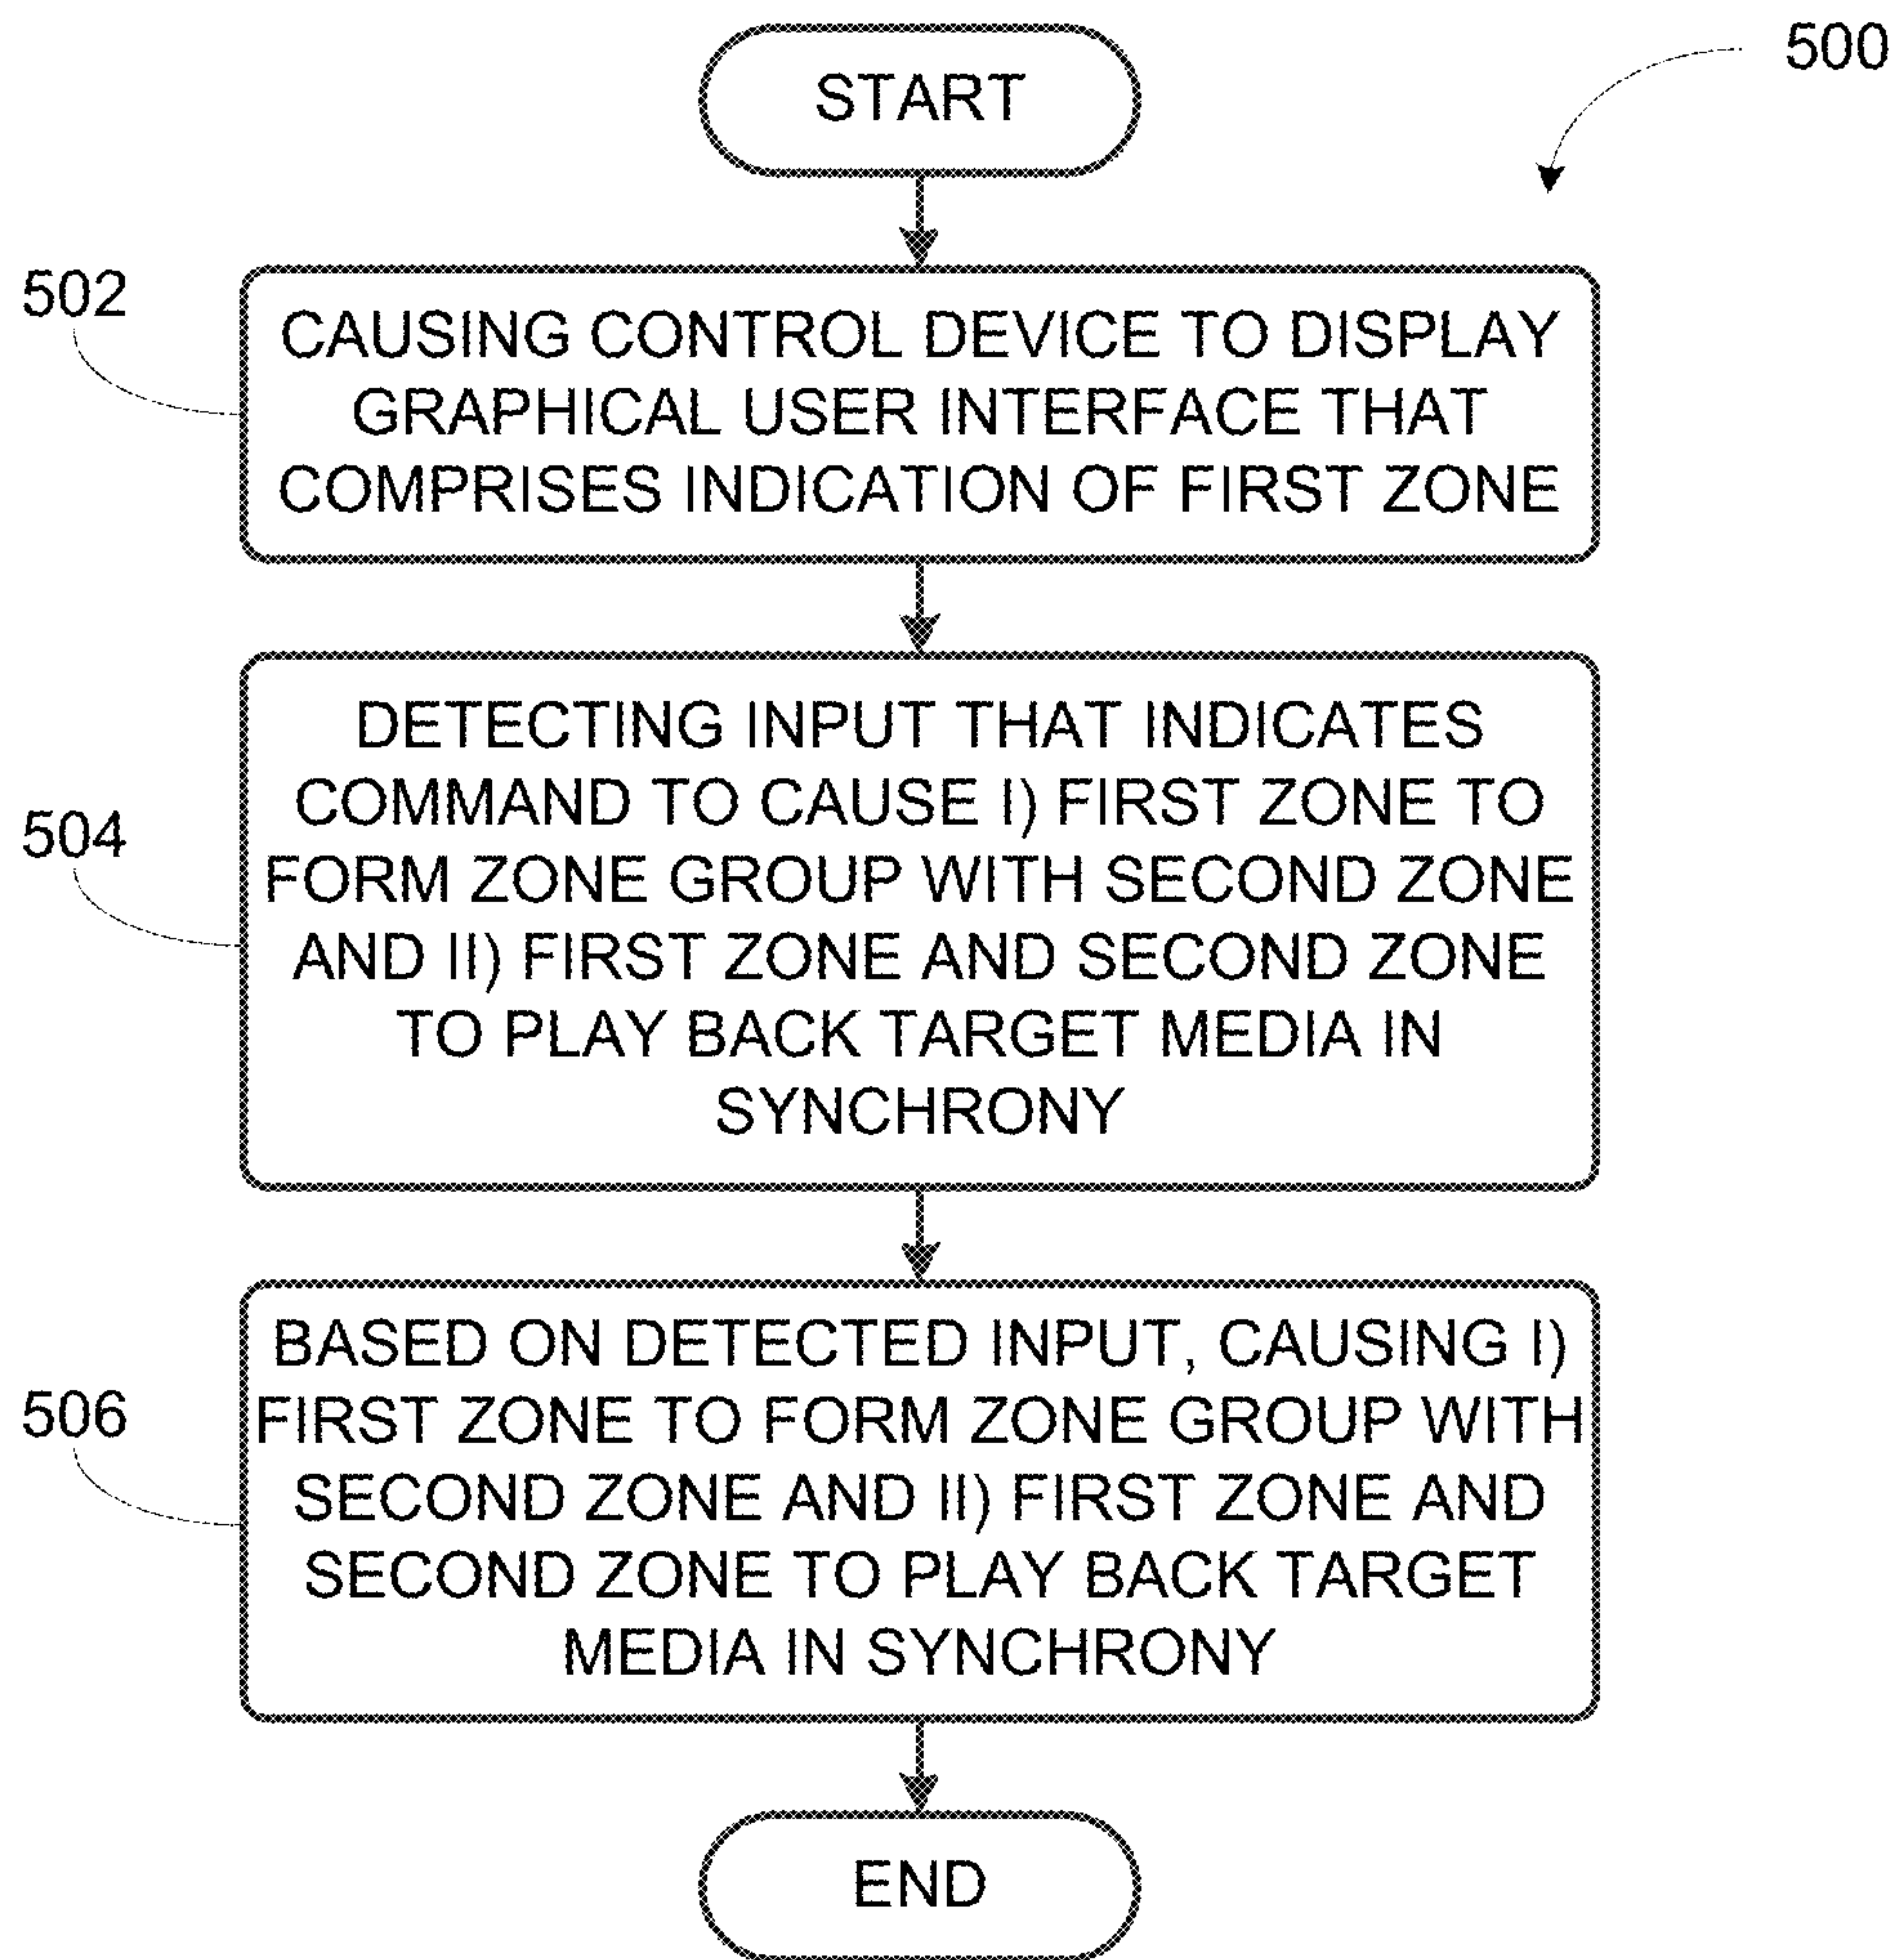 START
500
502
CAUSING CONTROL DEVICE TO DISPLAY
GRAPHICAL USER INTERFACE THAT
COMPRISES INDICATION OF FIRST ZONE
504
DETECTING INPUT THAT INDICATES
COMMAND TO CAUSE I) FIRST ZONE TO
FORM ZONE GROUP WITH SECOND ZONE
AND II) FIRST ZONE AND SECOND ZONE
TO PLAY BACK TARGET MEDIA IN
SYNCHRONY
506
BASED ON DETECTED INPUT, CAUSING I)
FIRST ZONE TO FORM ZONE GROUP WITH
SECOND ZONE AND II) FIRST ZONE AND
SECOND ZONE TO PLAY BACK TARGET
MEDIA IN SYNCHRONY
END